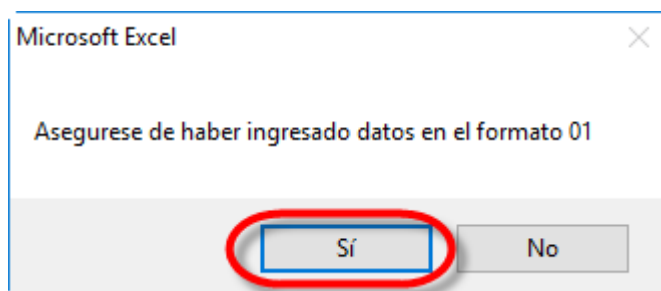 Microsoft Excel
Asegurese de haber ingresado datos en el formato 01
Sí No